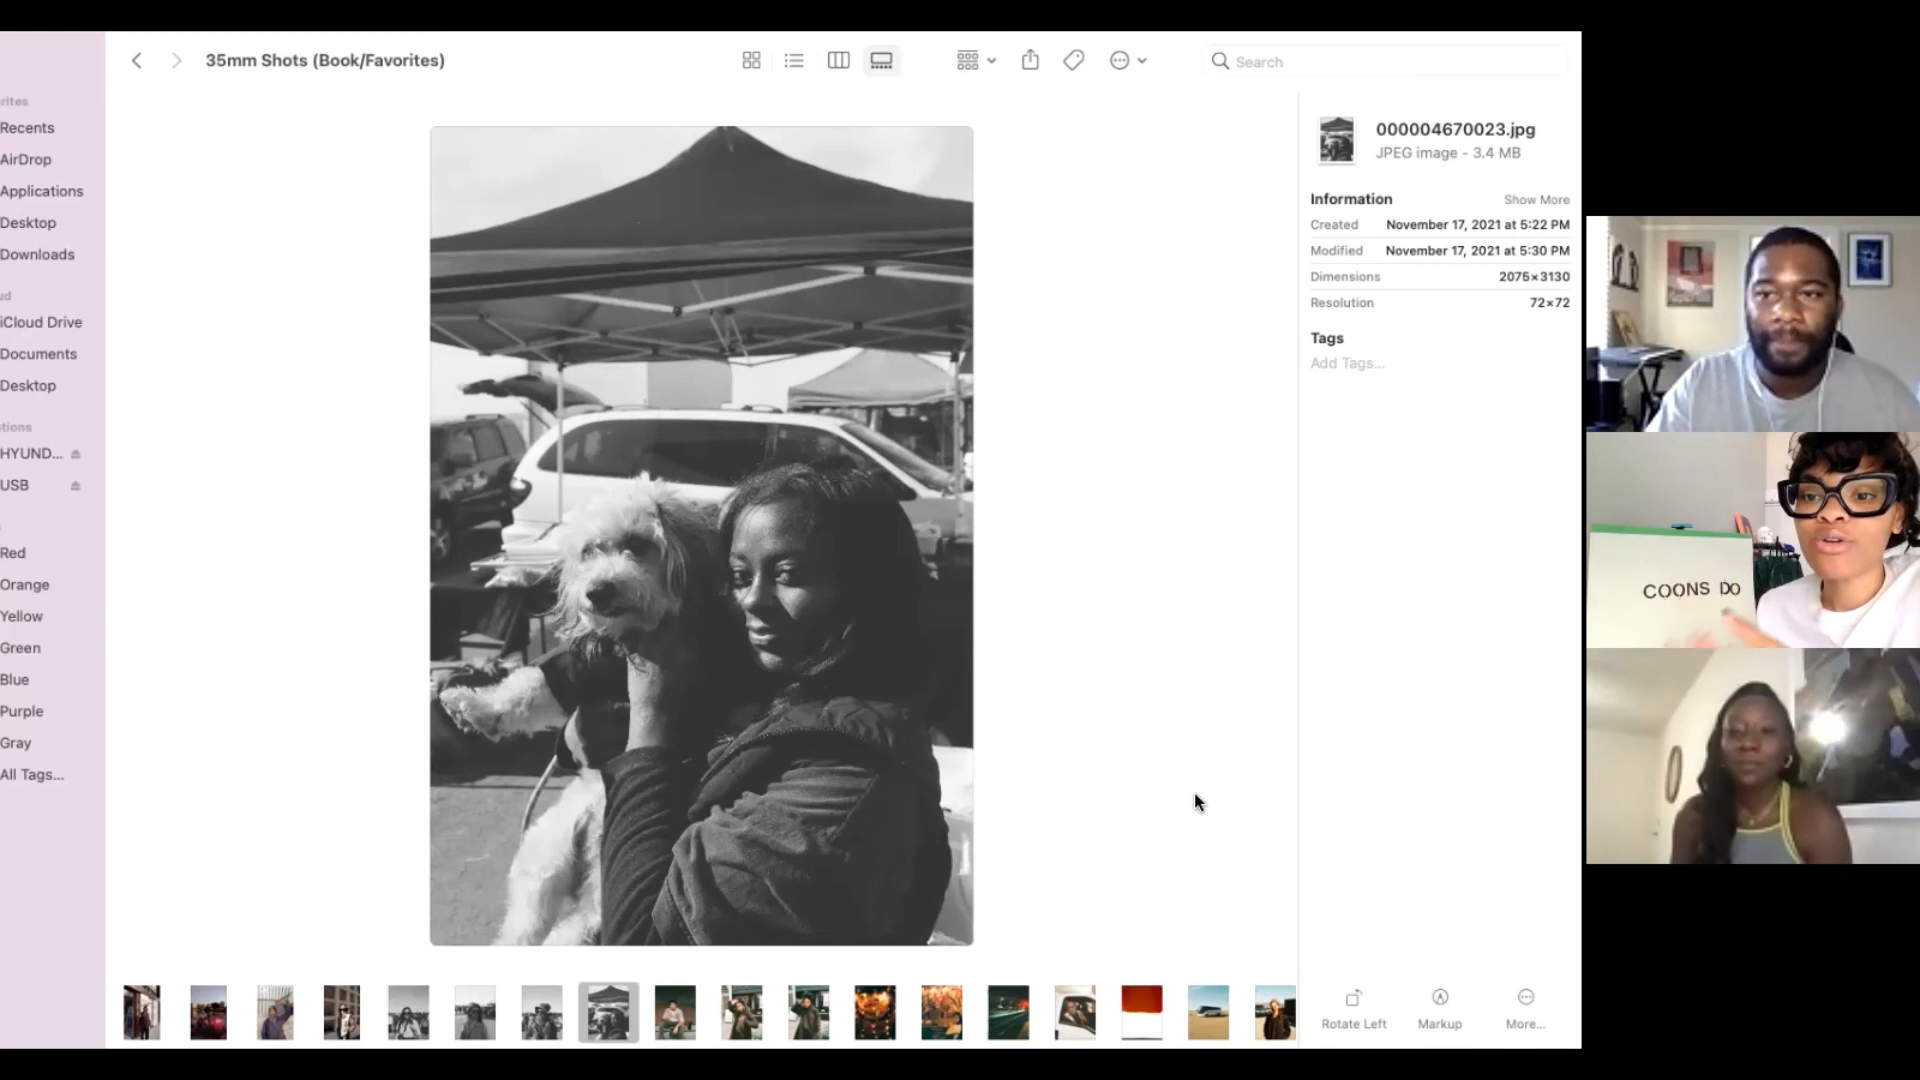 35mm Shots (Book/Favorites)
Search
rites
Recents
AirDrop
Applications
Desktop
Downloads
ud
iCloud Drive
Documents
Desktop
tions
HYUND...
USB
Red
Orange
Yellow
Green
Blue
Purple
Gray
All Tags...
000004670023.jpg
JPEG image - 3.4 MB
Information Show More
Created November 17, 2021 at 5:22 PM
Modified November 17, 2021 at 5:30 PM
Dimensions 2075×3130
Resolution 72×72
Tags
Add Tags...
Rotate Left
Markup
More...
COONS DO